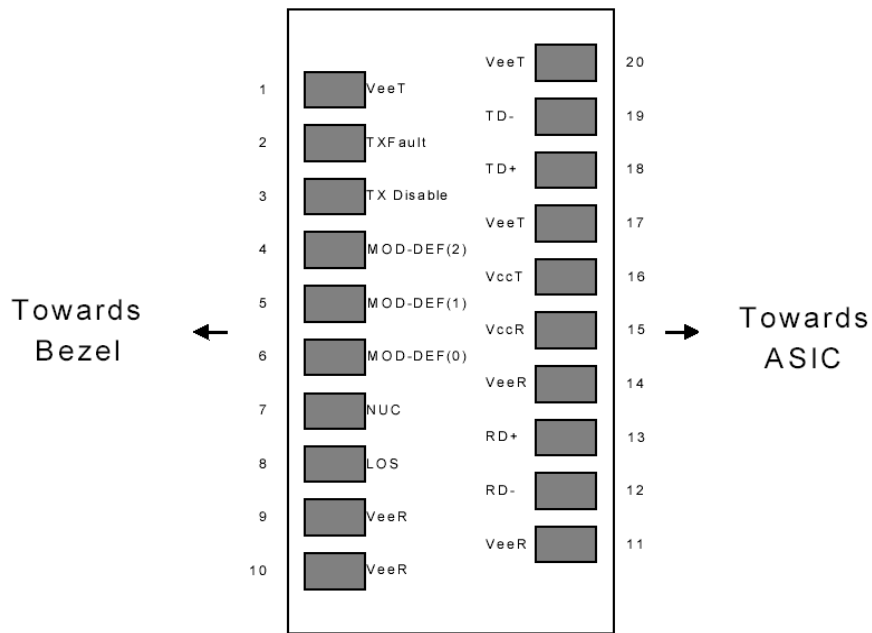 VeeT 20
1 VeeT
TD- 19
2 TXFault
TD+ 18
3 TX Disable
VeeT 17
4 MOD-DEF(2)
VccT 16
5 MOD-DEF(1)
Towards
Bezel
VccR 15
Towards
ASIC
6 MOD-DEF(0)
VeeR 14
7 NUC
RD+ 13
8 LOS
RD- 12
9 VeeR
VeeR 11
10 VeeR